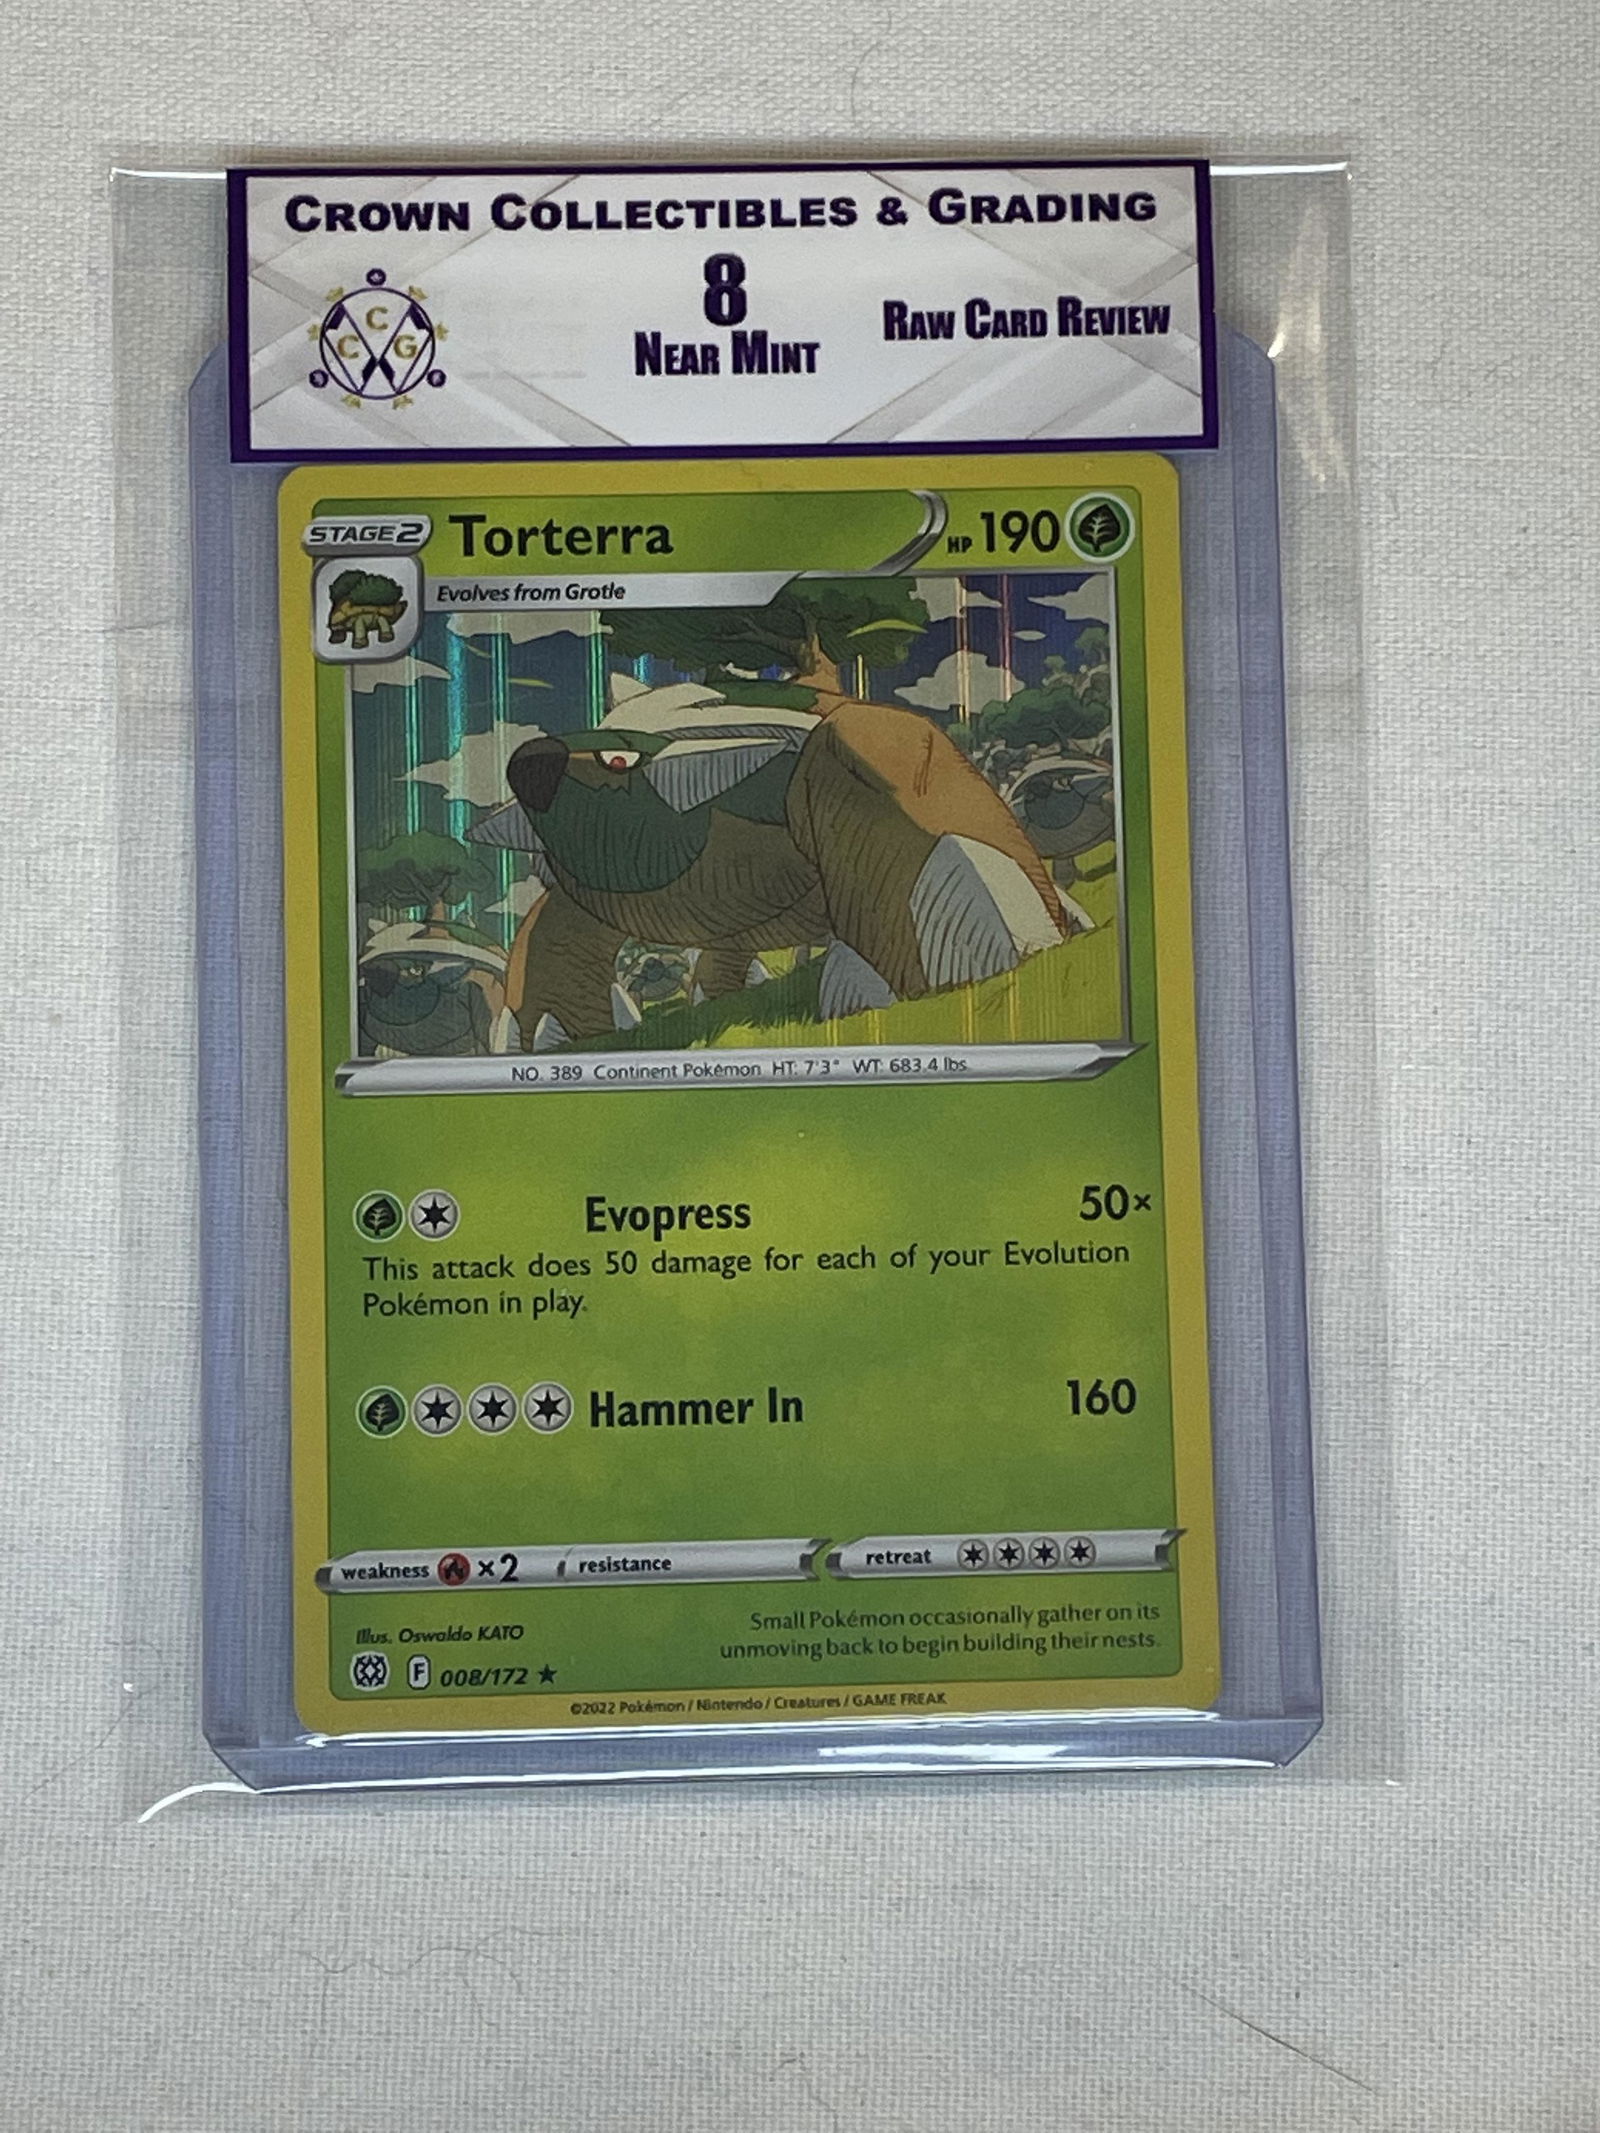 CROWN COLLECTIBLES & GRADING
8
NEAR MINT
RAW CARD REVIEW
C
C G
STAGE 2 Torterra HP 190
Evolves from Grotle
NO. 389 Continent Pokémon HT: 7'3" WT: 683.4 lbs.
Evopress 50×
This attack does 50 damage for each of your Evolution
Pokémon in play.
Hammer In 160
weakness ×2 resistance retreat
Small Pokémon occasionally gather on its
unmoving back to begin building their nests.
Illus. Oswaldo KATO
F 008/172 ★
©2022 Pokémon / Nintendo / Creatures / GAME FREAK